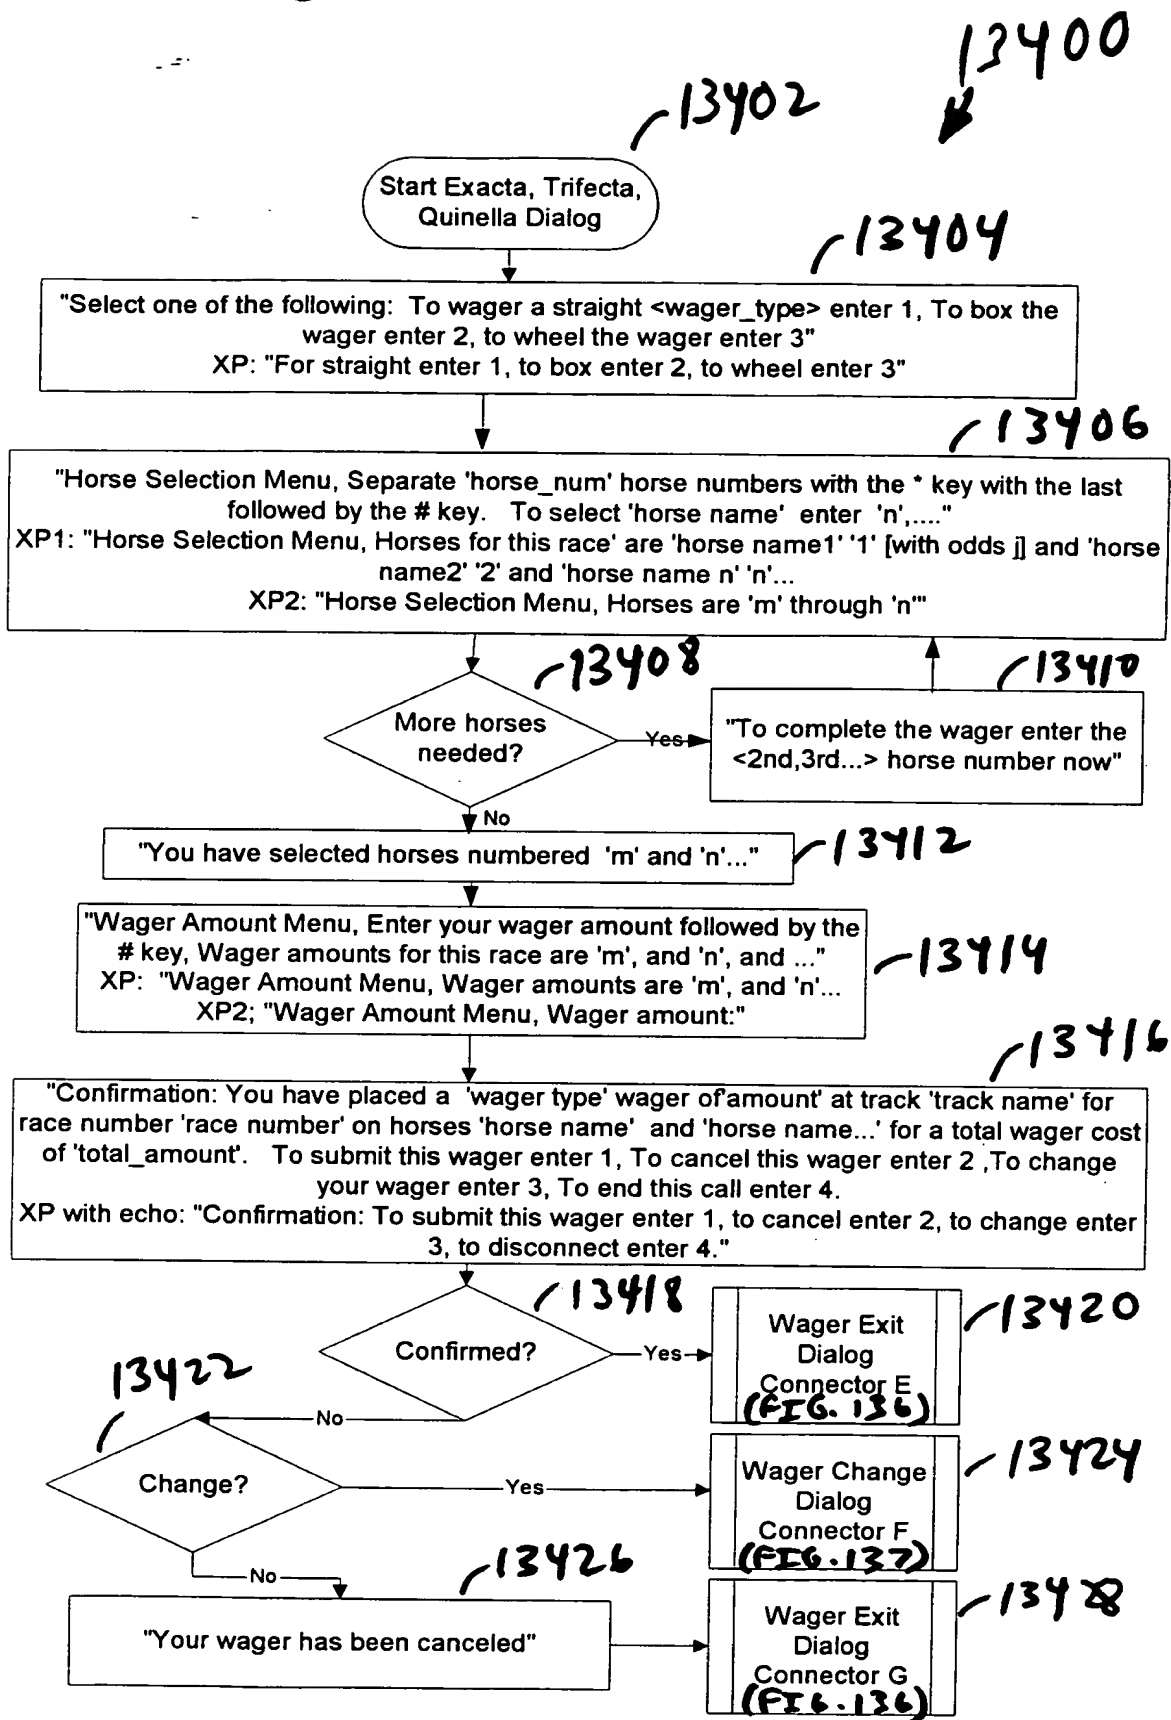 13400
13402
Start Exacta, Trifecta,
Quinella Dialog
13404
"Select one of the following: To wager a straight <wager_type> enter 1, To box the
wager enter 2, to wheel the wager enter 3"
XP: "For straight enter 1, to box enter 2, to wheel enter 3"
13406
"Horse Selection Menu, Separate 'horse_num' horse numbers with the * key with the last
followed by the # key. To select 'horse name' enter 'n',...."
XP1: "Horse Selection Menu, Horses for this race' are 'horse name1' '1' [with odds j] and 'horse
name2' '2' and 'horse name n' 'n'...
XP2: "Horse Selection Menu, Horses are 'm' through 'n'"
13408
13410
More horses
needed?
Yes
"To complete the wager enter the
<2nd,3rd...> horse number now"
No
"You have selected horses numbered 'm' and 'n'..."
13412
"Wager Amount Menu, Enter your wager amount followed by the
# key, Wager amounts for this race are 'm', and 'n', and ..."
XP: "Wager Amount Menu, Wager amounts are 'm', and 'n'...
XP2; "Wager Amount Menu, Wager amount:"
13414
13416
"Confirmation: You have placed a 'wager type' wager of'amount' at track 'track name' for
race number 'race number' on horses 'horse name' and 'horse name...' for a total wager cost
of 'total_amount'. To submit this wager enter 1, To cancel this wager enter 2 ,To change
your wager enter 3, To end this call enter 4.
XP with echo: "Confirmation: To submit this wager enter 1, to cancel enter 2, to change enter
3, to disconnect enter 4."
13418
Confirmed?
Yes
Wager Exit
Dialog
Connector E
(FIG. 136)
13420
13422
No
Change?
Yes
Wager Change
Dialog
Connector F
(FIG. 137)
13424
No
13426
"Your wager has been canceled"
Wager Exit
Dialog
Connector G
(FIG. 136)
13428